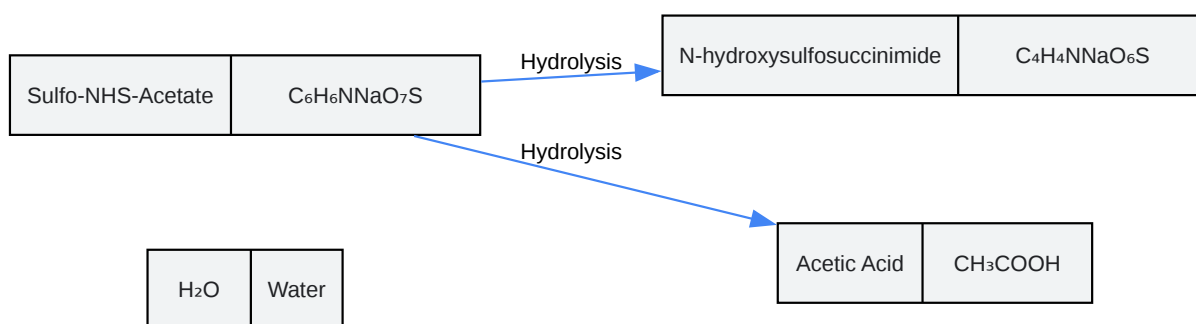 Sulfo-NHS-Acetate
C₆H₆NNaO₇S
Hydrolysis
N-hydroxysulfosuccinimide
C₄H₄NNaO₆S
Hydrolysis
Acetic Acid
CH₃COOH
H₂O
Water